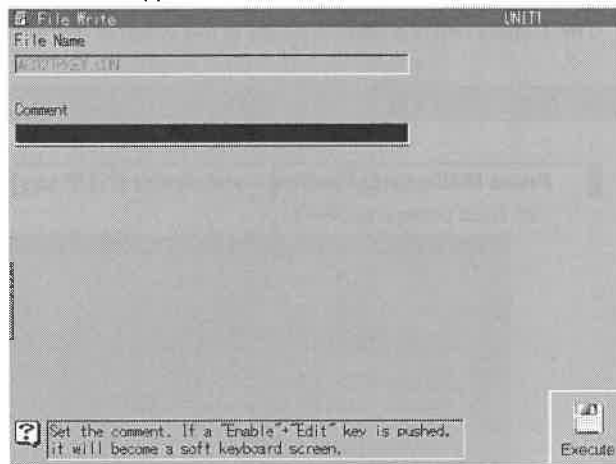 File Write UNIT1
File Name
Comment
Set the comment. If a "Enable"+"Edit" key is pushed,
it will become a soft keyboard screen.
Execute